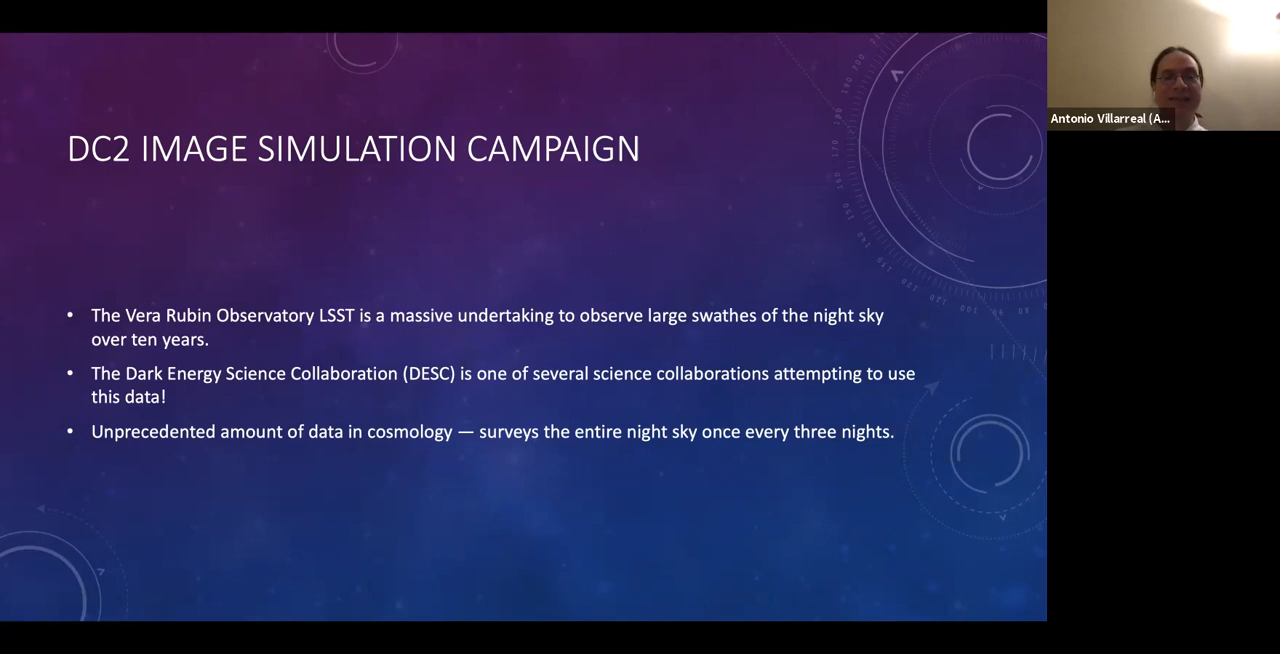 DC2 IMAGE SIMULATION CAMPAIGN
• The Vera Rubin Observatory LSST is a massive undertaking to observe large swathes of the night sky
over ten years.
• The Dark Energy Science Collaboration (DESC) is one of several science collaborations attempting to use
this data!
• Unprecedented amount of data in cosmology — surveys the entire night sky once every three nights.
Antonio Villarreal (A...